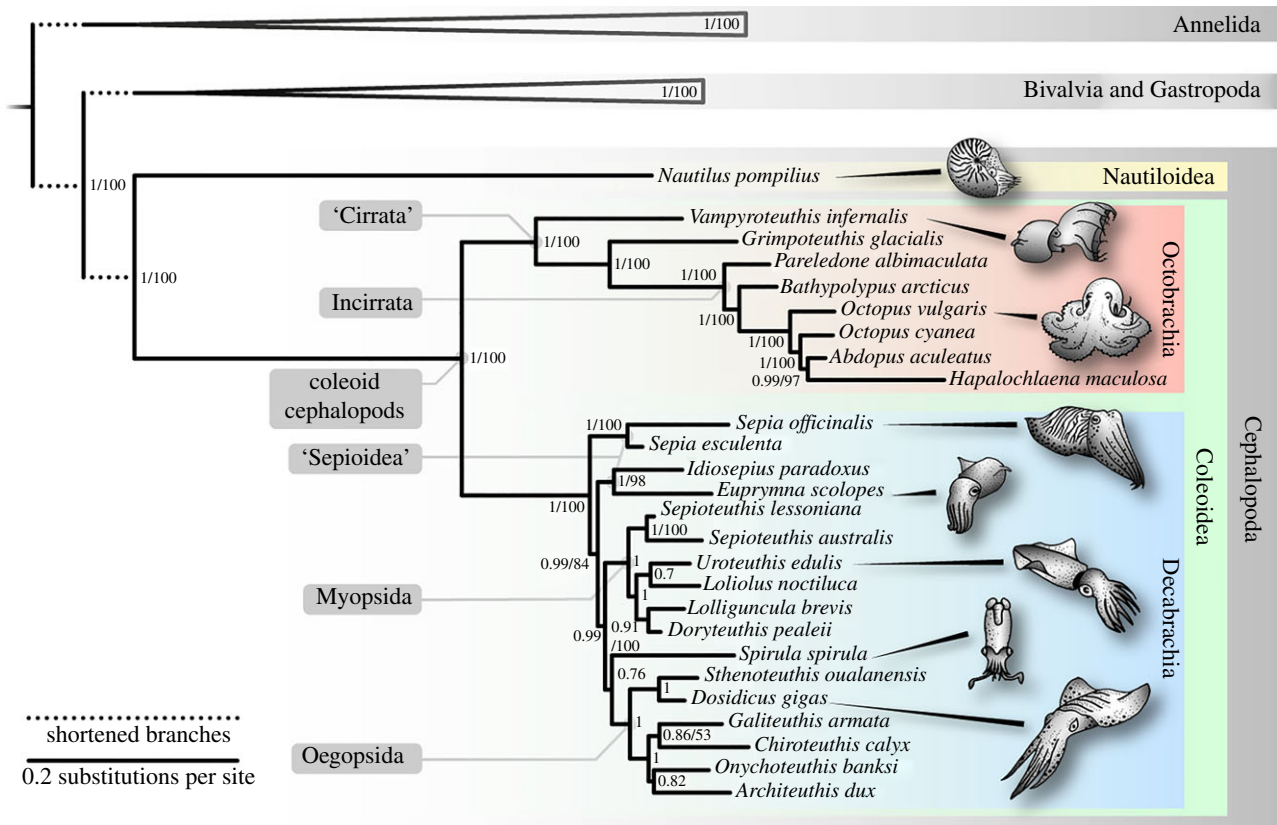 1/100
Annelida
1/100
Bivalvia and Gastropoda
1/100
Nautilus pompilius
Nautiloidea
1/100
'Cirrata'
Vampyroteuthis infernalis
1/100
Grimpoteuthis glacialis
1/100
Pareledone albimaculata
1/100
Incirrata
Bathypolypus arcticus
1/100
Octopus vulgaris
1/100
Octopus cyanea
1/100
Abdopus aculeatus
0.99/97
Hapalochlaena maculosa
Octobrachia
1/100
coleoid
cephalopods
1/100
Sepia officinalis
Sepia esculenta
'Sepioidea'
Idiosepius paradoxus
1/98
Euprymna scolopes
1/100
Sepioteuthis lessoniana
1/100
Sepioteuthis australis
0.99/84
Uroteuthis edulis
1
0.7
Loliolus noctiluca
Myopsida
1
Lolliguncula brevis
0.91
Doryteuthis pealeii
0.99
/100
Spirula spirula
0.76
Sthenoteuthis oualanensis
1
Dosidicus gigas
1
Galiteuthis armata
0.86/53
Chiroteuthis calyx
Oegopsida
1
Onychoteuthis banksi
0.82
Architeuthis dux
Decabrachia
Coleoidea
Cephalopoda
shortened branches
0.2 substitutions per site